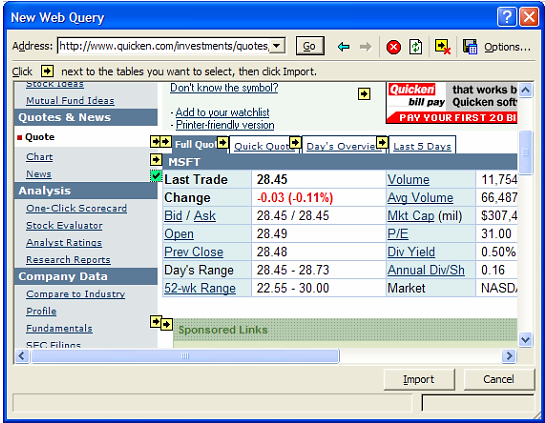 New Web Query
Address: http://www.quicken.com/investments/quotes, Go Options...
Click next to the tables you want to select, then click Import.
Stock Ideas
Mutual Fund Ideas
Quotes & News
Quote
Chart
News
Analysis
One-Click Scorecard
Stock Evaluator
Analyst Ratings
Research Reports
Company Data
Compare to Industry
Profile
Fundamentals
SEC Filings
Don't know the symbol?
· Add to your watchlist
· Printer-friendly version
Quicken that works b
bill pay Quicken soft
PAY YOUR FIRST 20 BI
Full Quot Quick Quot Day's Overvie Last 5 Days
MSFT
Last Trade 28.45 Volume 11,754
Change -0.03 (-0.11%) Avg Volume 66,487
Bid / Ask 28.45 / 28.45 Mkt Cap (mil) $307,4
Open 28.49 P/E 31.00
Prev Close 28.48 Div Yield 0.50%
Day's Range 28.45 - 28.73 Annual Div/Sh 0.16
52-wk Range 22.55 - 30.00 Market NASDA
Sponsored Links
Import Cancel